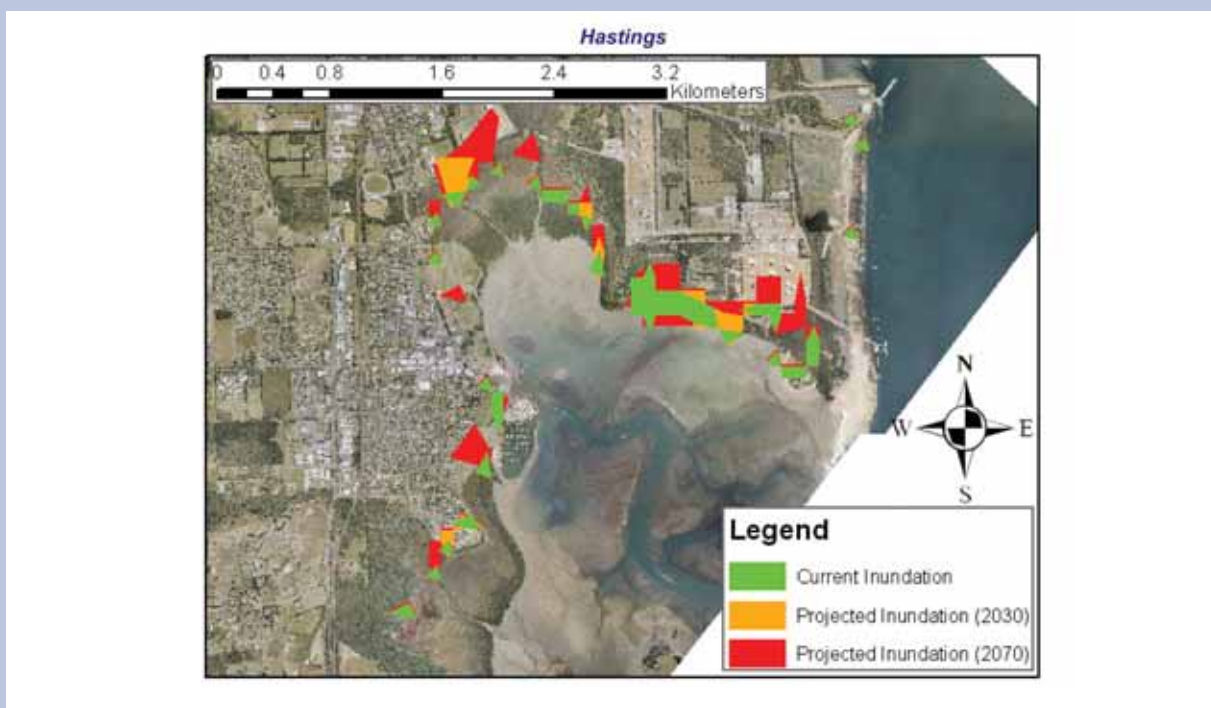 Hastings
0 0.4 0.8 1.6 2.4 3.2
Kilometers
N
W E
S
Legend
Current Inundation
Projected Inundation (2030)
Projected Inundation (2070)